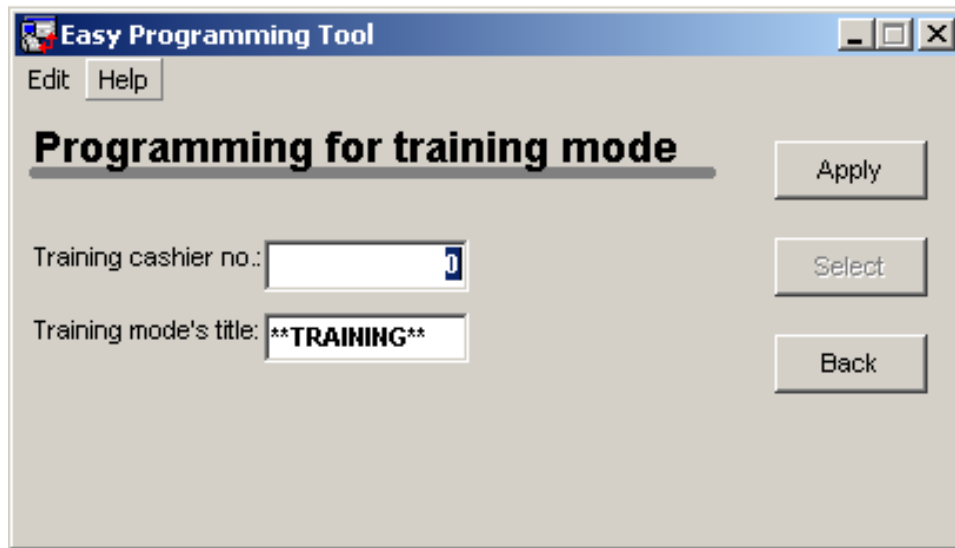 Easy Programming Tool
Edit Help
Programming for training mode
Apply
Training cashier no.: 0
Select
Training mode's title: **TRAINING**
Back